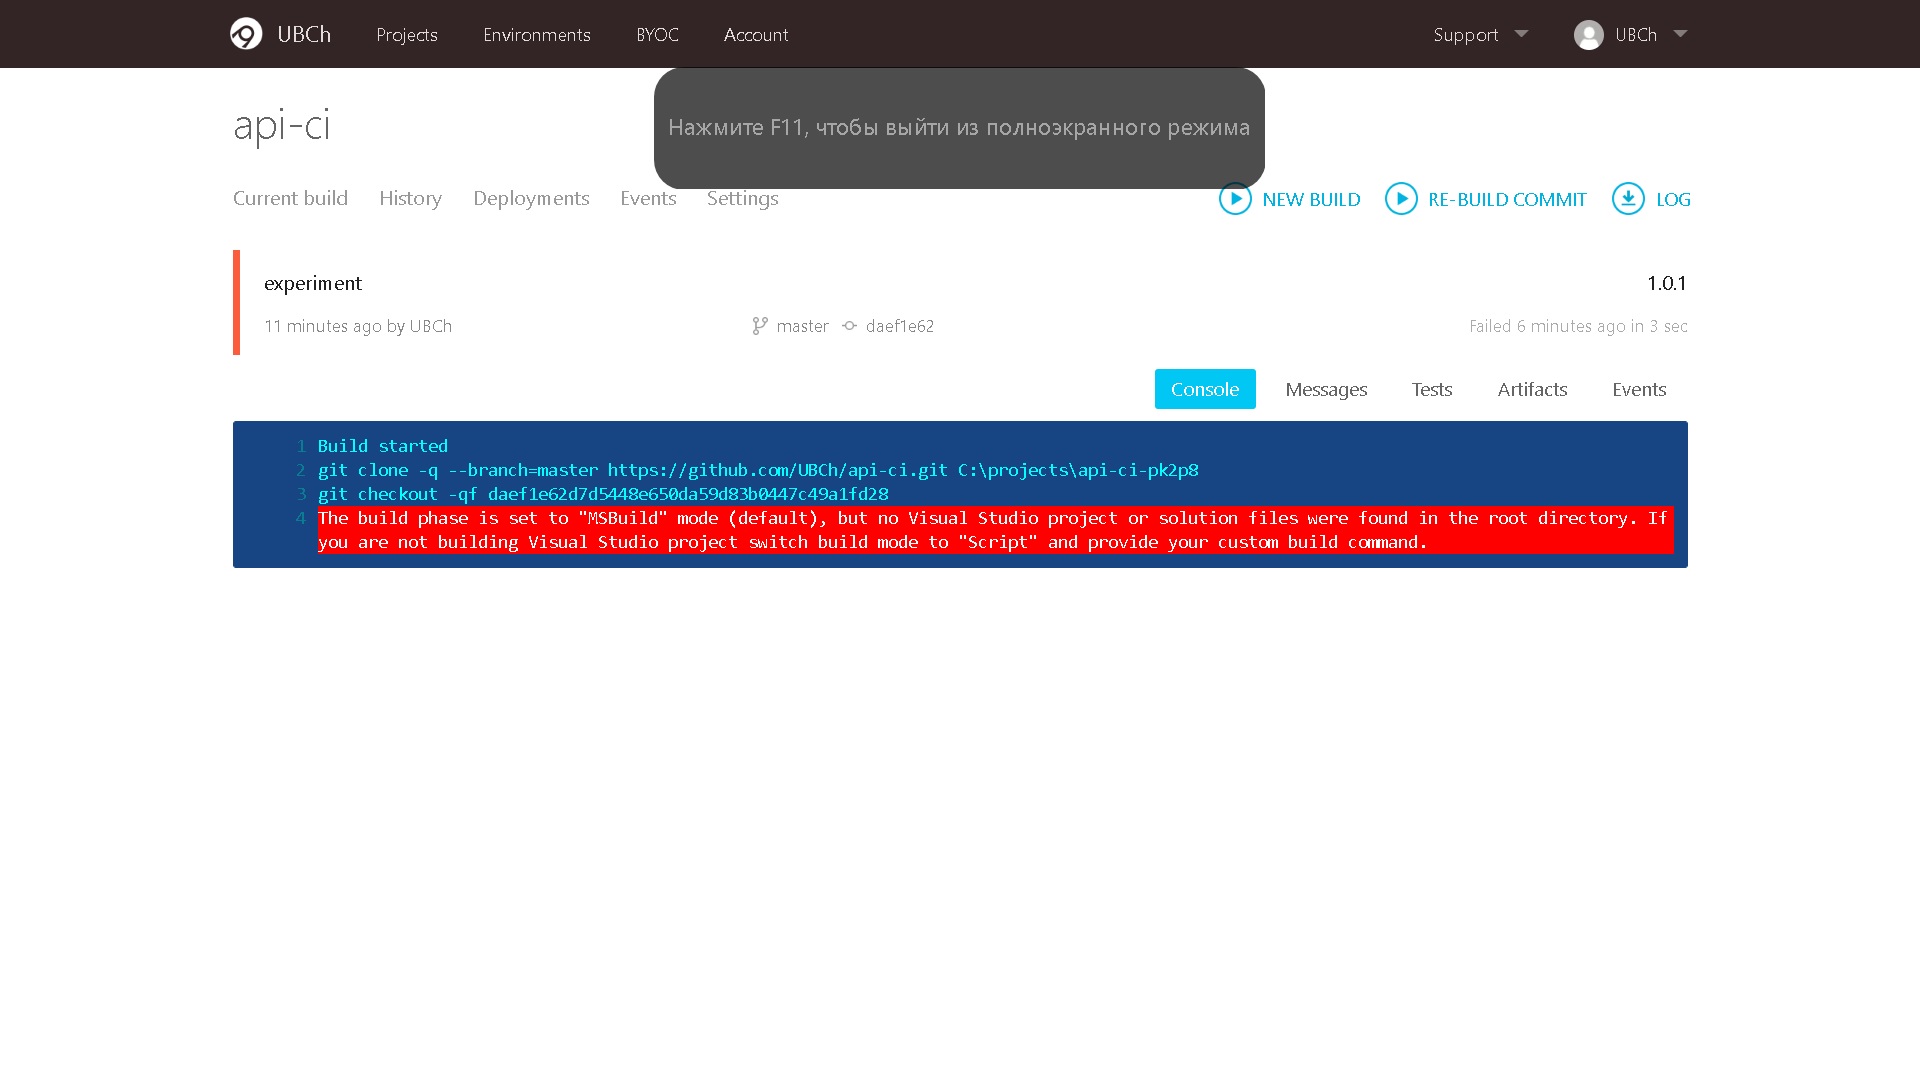 UBCh Projects Environments BYOC Account Support UBCh
api-ci
Нажмите F11, чтобы выйти из полноэкранного режима
Current build History Deployments Events Settings NEW BUILD RE-BUILD COMMIT LOG
experiment 1.0.1
11 minutes ago by UBCh master daef1e62 Failed 6 minutes ago in 3 sec
Console Messages Tests Artifacts Events
1 Build started
2 git clone -q --branch=master https://github.com/UBCh/api-ci.git C:\projects\api-ci-pk2p8
3 git checkout -qf daef1e62d7d5448e650da59d83b0447c49a1fd28
4 The build phase is set to "MSBuild" mode (default), but no Visual Studio project or solution files were found in the root directory. If
you are not building Visual Studio project switch build mode to "Script" and provide your custom build command.